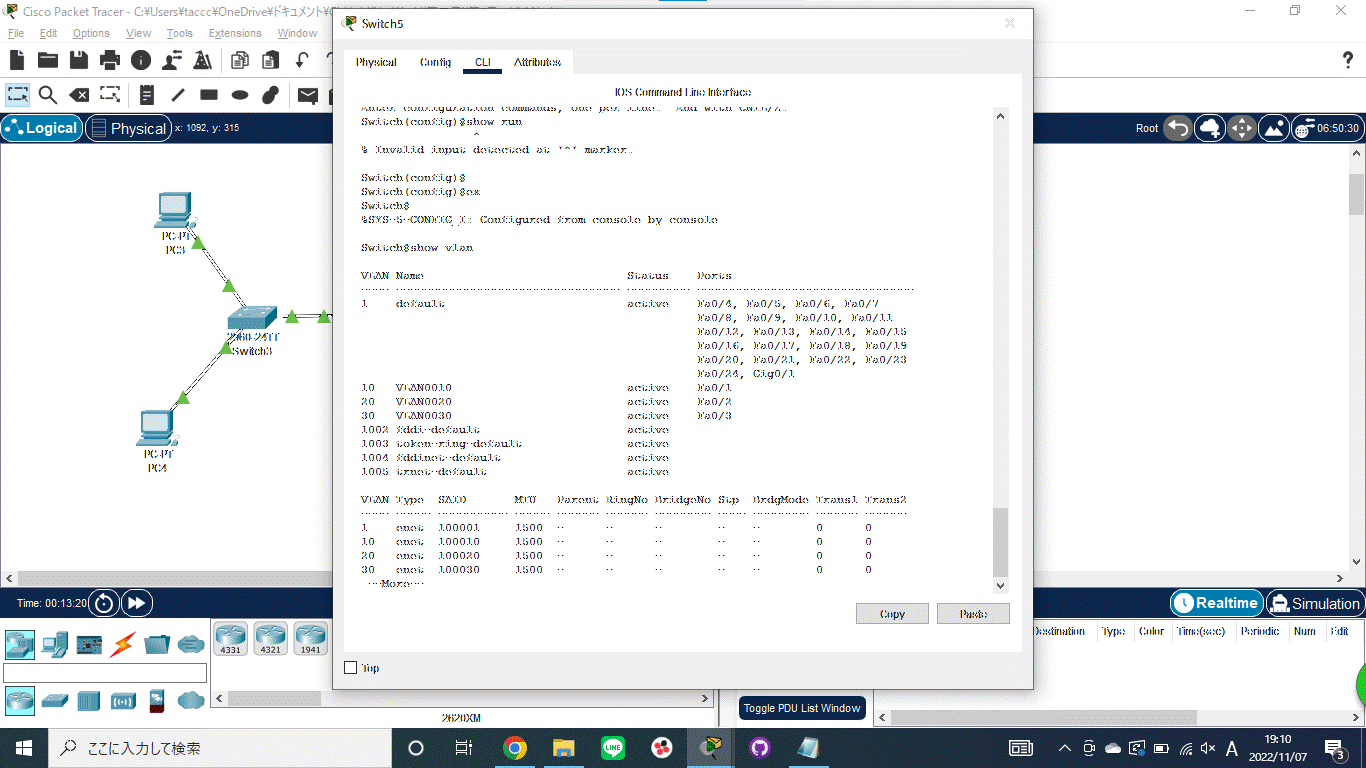 Cisco Packet Tracer - C:¥Users¥taccc¥OneDrive¥ドキュメント¥
File Edit Options View Tools Extensions Window
Logical Physical x: 1092, y: 315
Root 06:50:30
PC-PT
PC3
2960-24TT
Switch3
PC-PT
PC4
Switch5
Physical Config CLI Attributes
IOS Command Line Interface
Enter configuration commands, one per line. End with CNTL/Z.
Switch(config)#show run
^
% Invalid input detected at '^' marker.
Switch(config)#
Switch(config)#ex
Switch#
%SYS-5-CONFIG_I: Configured from console by console
Switch#show vlan
VLAN Name Status Ports
1 default active Fa0/4, Fa0/5, Fa0/6, Fa0/7
Fa0/8, Fa0/9, Fa0/10, Fa0/11
Fa0/12, Fa0/13, Fa0/14, Fa0/15
Fa0/16, Fa0/17, Fa0/18, Fa0/19
Fa0/20, Fa0/21, Fa0/22, Fa0/23
Fa0/24, Gig0/1
10 VLAN0010 active Fa0/1
20 VLAN0020 active Fa0/2
30 VLAN0030 active Fa0/3
1002 fddi-default active
1003 token-ring-default active
1004 fddinet-default active
1005 trnet-default active
VLAN Type SAID MTU Parent RingNo BridgeNo Stp BrdgMode Trans1 Trans2
1 enet 100001 1500 - - - - - 0 0
10 enet 100010 1500 - - - - - 0 0
20 enet 100020 1500 - - - - - 0 0
30 enet 100030 1500 - - - - - 0 0
--More--
Copy Paste
Top
Time: 00:13:20
Realtime Simulation
4331 4321 1941
2620XM
Destination Type Color Time(sec) Periodic Num Edit
Toggle PDU List Window
ここに入力して検索
LINE
A
19:10
2022/11/07
3